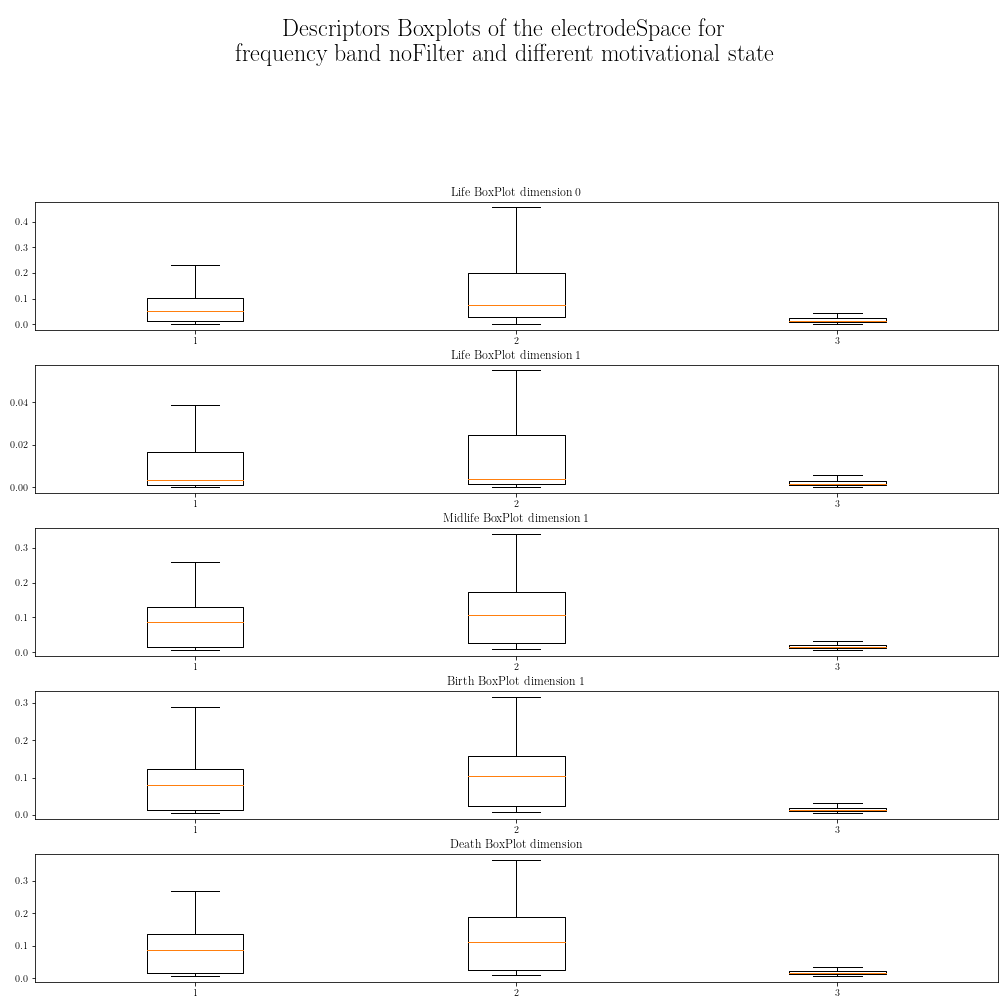 Descriptors Boxplots of the electrodeSpace for
frequency band noFilter and different motivational state
Life BoxPlot dimension 0
0.4
0.3
0.2
0.1
0.0
1 2 3
Life BoxPlot dimension 1
0.04
0.02
0.00
1 2 3
Midlife BoxPlot dimension 1
0.3
0.2
0.1
0.0
1 2 3
Birth BoxPlot dimension 1
0.3
0.2
0.1
0.0
1 2 3
Death BoxPlot dimension
0.3
0.2
0.1
0.0
1 2 3